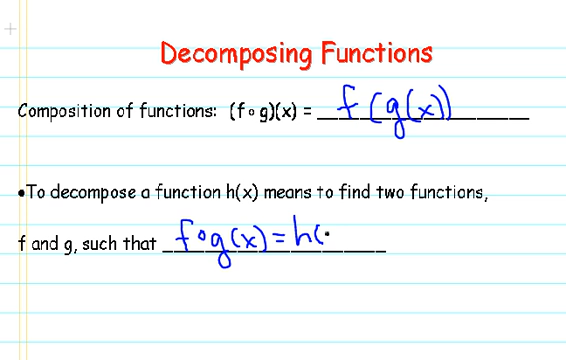 Decomposing Functions
Composition of functions: (f∘g)(x) = f(g(x))
•To decompose a function h(x) means to find two functions,
f and g, such that f∘g(x)=h(